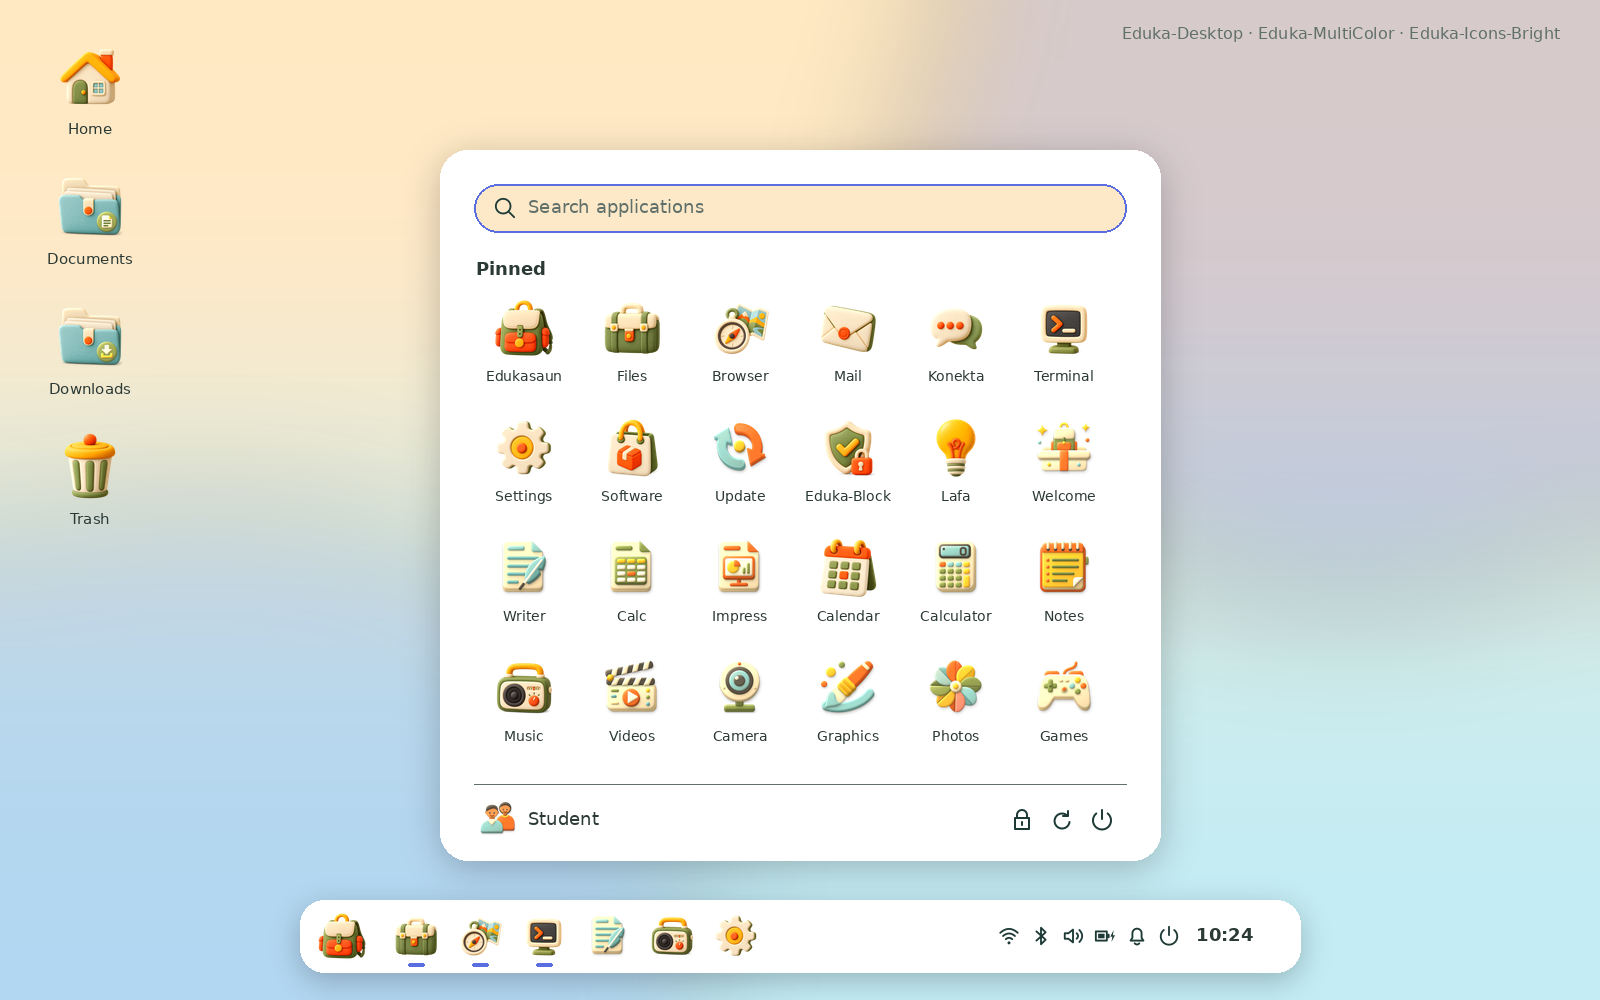 Eduka-Desktop · Eduka-MultiColor · Eduka-Icons-Bright
Home
Documents
Downloads
Trash
Search applications
Pinned
Edukasaun
Files
Browser
Mail
Konekta
Terminal
Settings
Software
Update
Eduka-Block
Lafa
Welcome
Writer
Calc
Impress
Calendar
Calculator
Notes
Music
Videos
Camera
Graphics
Photos
Games
Student
10:24